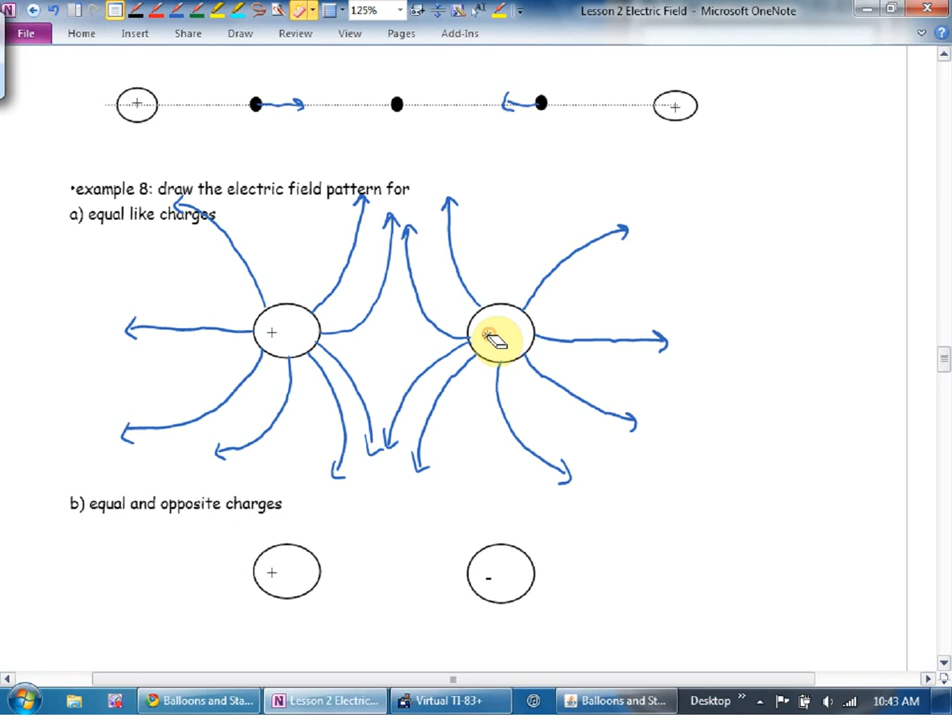 125%
Lesson 2 Electric Field - Microsoft OneNote
File Home Insert Share Draw Review View Pages Add-Ins
+ +
•example 8: draw the electric field pattern for
a) equal like charges
+
b) equal and opposite charges
+ -
Balloons and Sta... Lesson 2 Electric... Virtual TI-83+ Balloons and St... Desktop » 10:43 AM